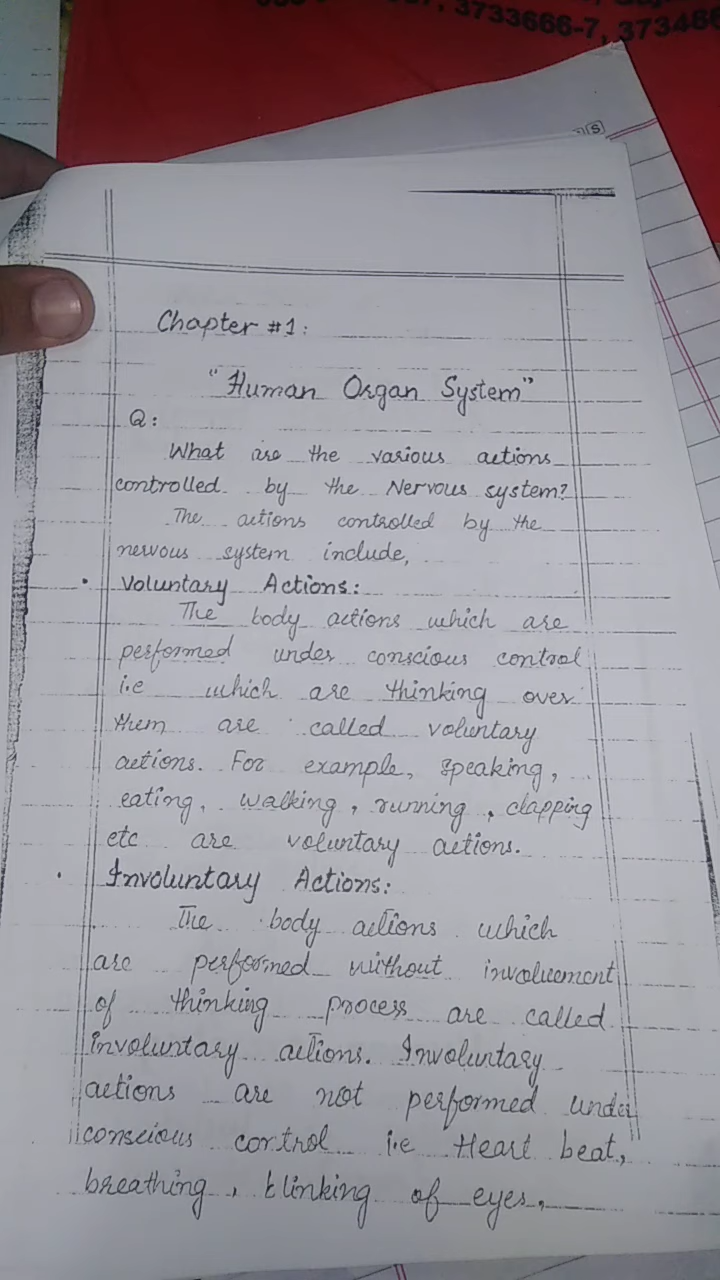 3733666-7, 37346
S
Chapter #1:
"Human Organ System"
Q:
What are the various actions
controlled by the Nervous system?
The actions controlled by the
nervous system include,
• Voluntary Actions:
The body actions which are
performed under conscious control
i.e which are thinking over
them are called voluntary
actions. For example, speaking,
eating, walking, running, clapping
etc are voluntary actions.
• Involuntary Actions:
The body actions which
are performed without involvement
of thinking process are called
involuntary actions. Involuntary
actions are not performed under
conscious control i.e Heart beat,
breathing, blinking of eyes,